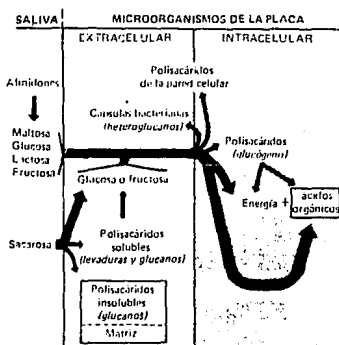 SALIVA
MICROORGANISMOS DE LA PLACA
EXTRACELULAR
INTRACELULAR
Almidones
Maltosa
Glucosa
Lactosa
Fructosa
Sacarosa
Polisacáridos
de la pared celular
Cápsulas bacterianas
(heteroglucanos)
Glucosa o fructosa
Polisacáridos
solubles
(levaduras y glucanos)
Polisacáridos
insolubles
(glucanos)
Matriz
Polisacáridos
(glucógeno)
Energía +
ácidos
orgánicos